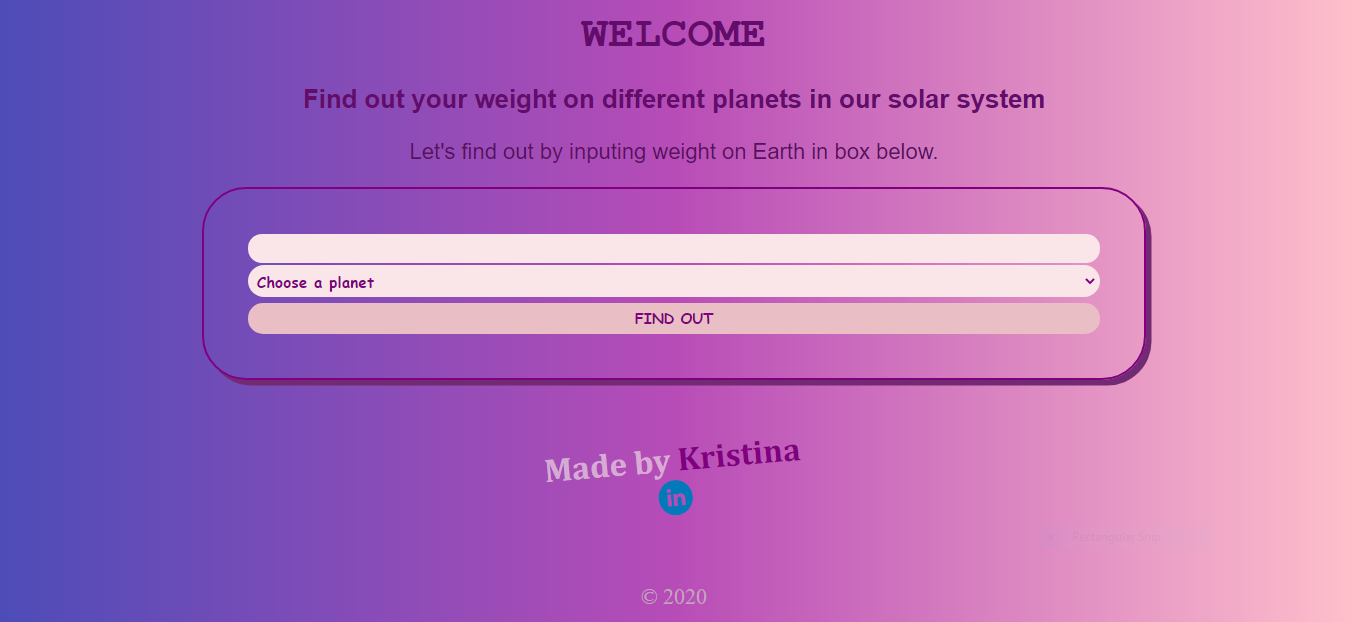 WELCOME
Find out your weight on different planets in our solar system
Let's find out by inputing weight on Earth in box below.
Choose a planet
FIND OUT
Made by Kristina
in
Rectangular Snip
© 2020